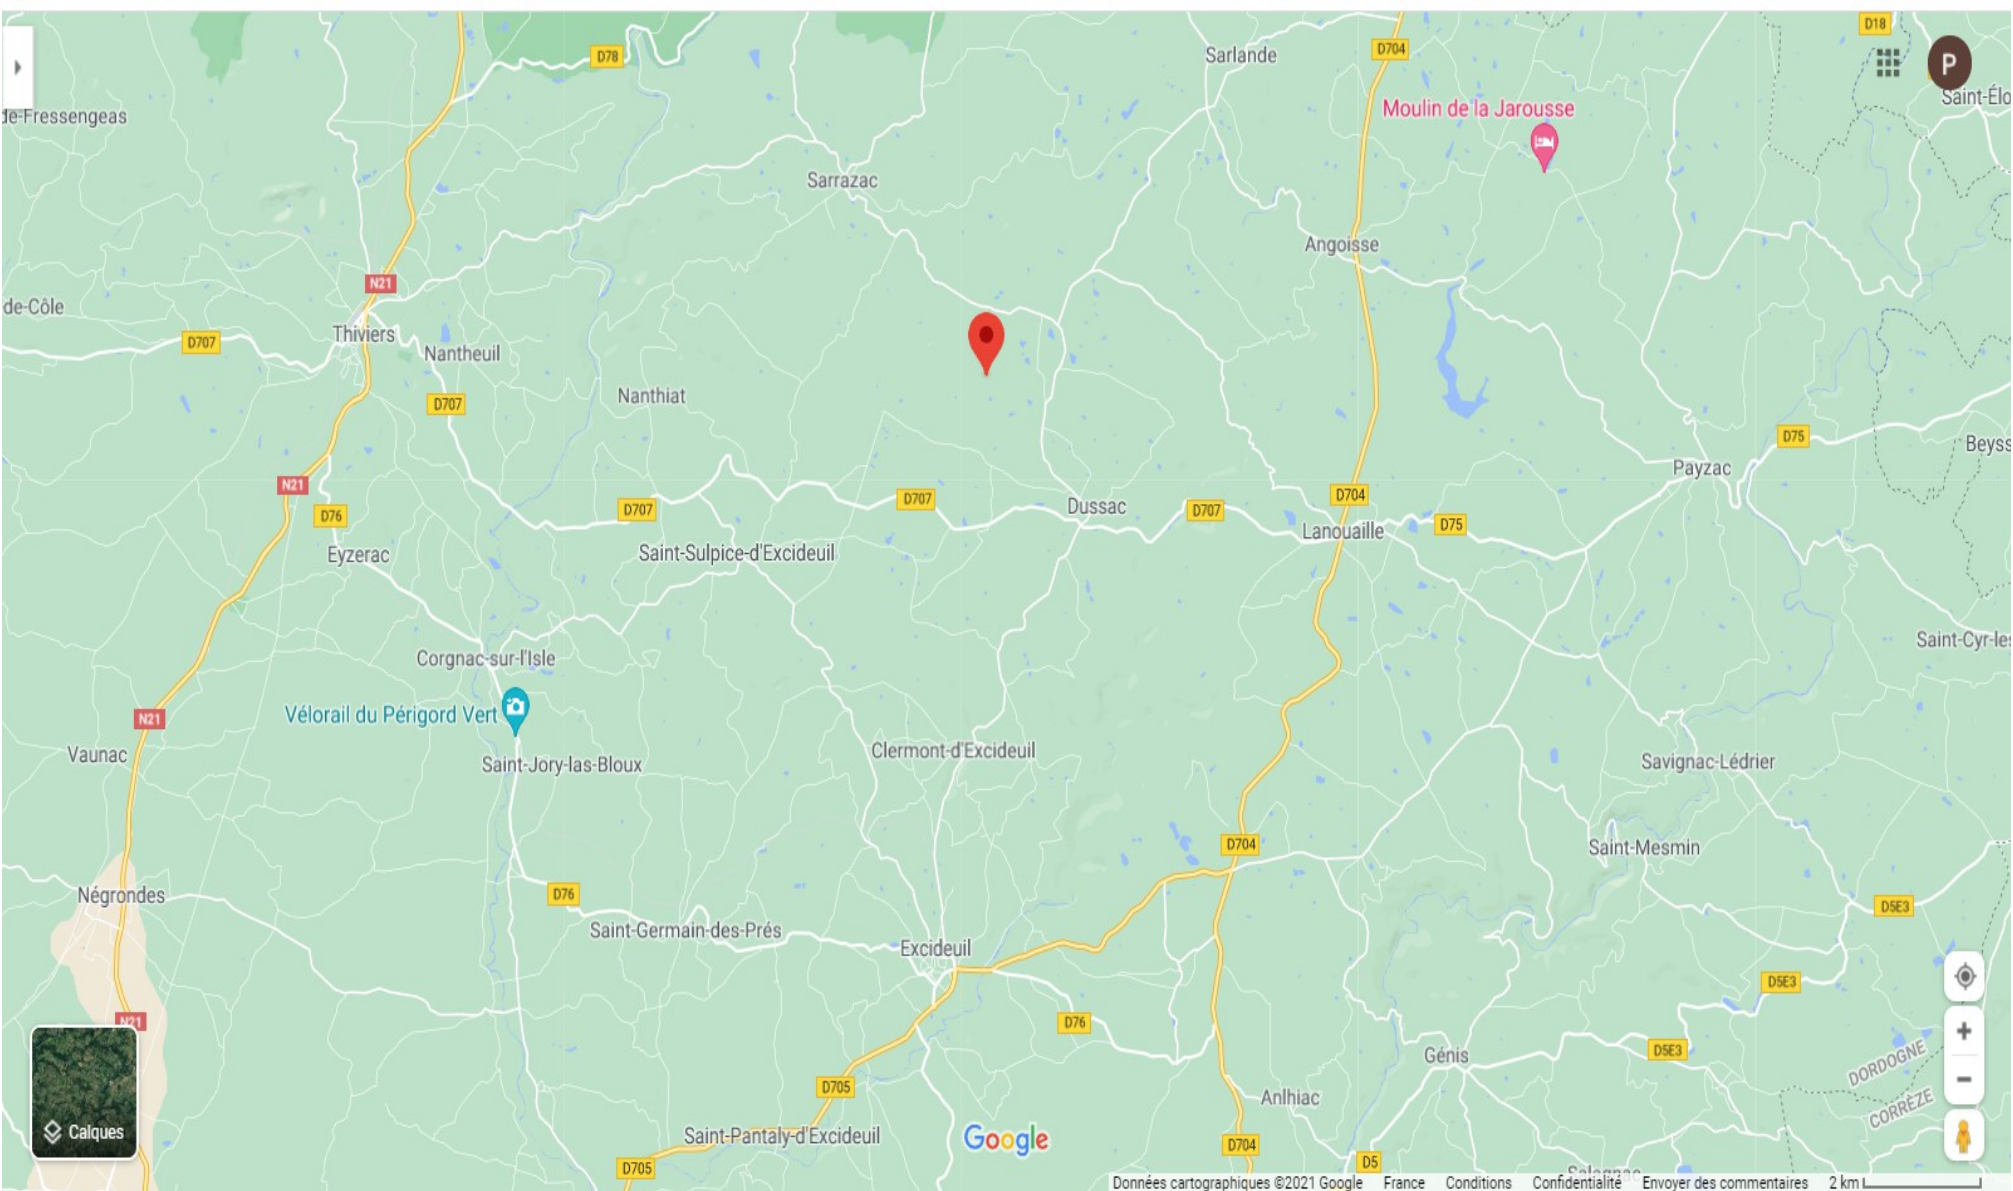 D18
Sarlande
D704
D78
P
Saint-Élo
de-Fressengeas
Moulin de la Jarousse
Sarrazac
Angoisse
N21
de-Côle
Thiviers
D707
Nantheuil
Nanthiat
D707
D75
Beyss
Payzac
N21
D707
D707
D704
Dussac
D707
D76
Lanouaille
D75
Eyzerac
Saint-Sulpice-d'Excideuil
Saint-Cyr-les
Corgnac-sur-l'Isle
Vélorail du Périgord Vert
N21
Vaunac
Clermont-d'Excideuil
Saint-Jory-las-Bloux
Savignac-Lédrier
D704
Saint-Mesmin
Négrondes
D76
D5E3
Saint-Germain-des-Prés
Excideuil
D5E3
N21
D76
Génis
D5E3
DORDOGNE
CORRÈZE
D705
Anlhiac
Calques
Saint-Pantaly-d'Excideuil
Google
D704
D5
D705
Salagnac
Données cartographiques ©2021 Google France Conditions Confidentialité Envoyer des commentaires 2 km